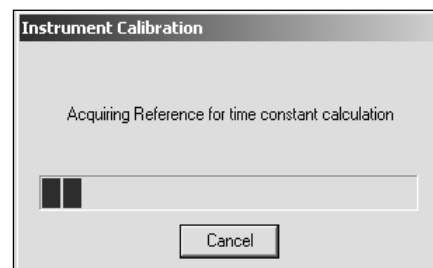 Instrument Calibration
Acquiring Reference for time constant calculation
Cancel